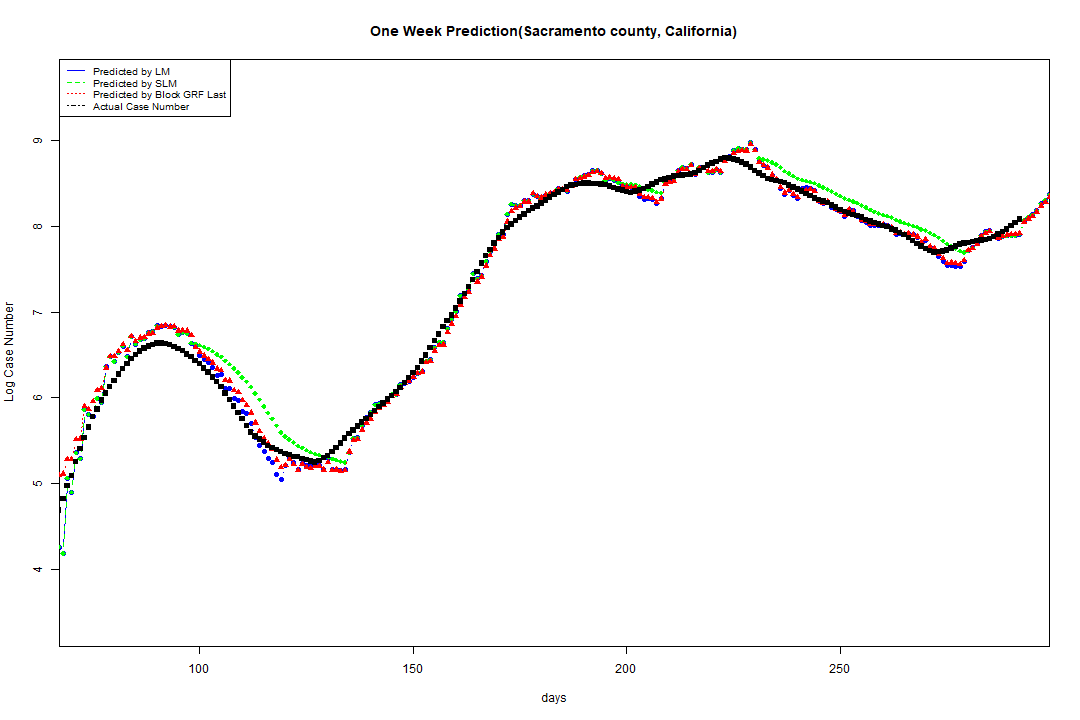 One Week Prediction(Sacramento county, California)
Predicted by LM
Predicted by SLM
Predicted by Block GRF Last
Actual Case Number
9
8
7
6
5
4
Log Case Number
100 150 200 250
days